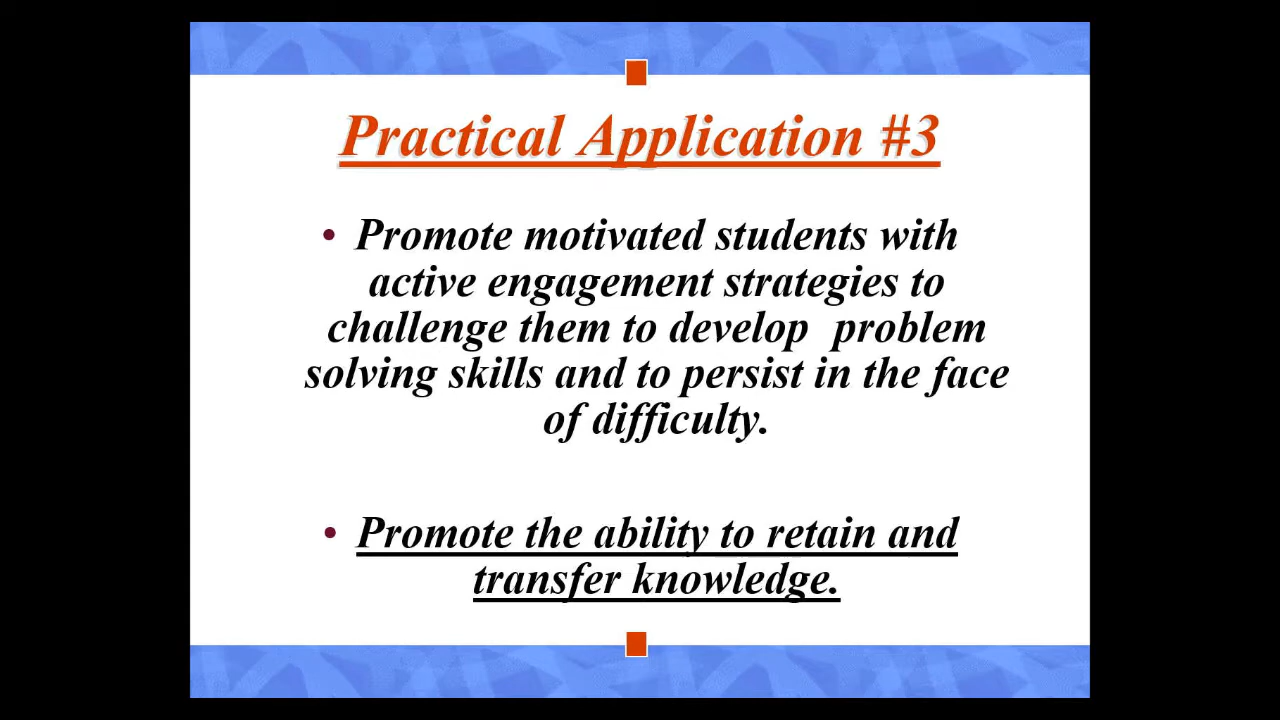 Practical Application #3
• Promote motivated students with
active engagement strategies to
challenge them to develop  problem
solving skills and to persist in the face
of difficulty.
• Promote the ability to retain and
transfer knowledge.